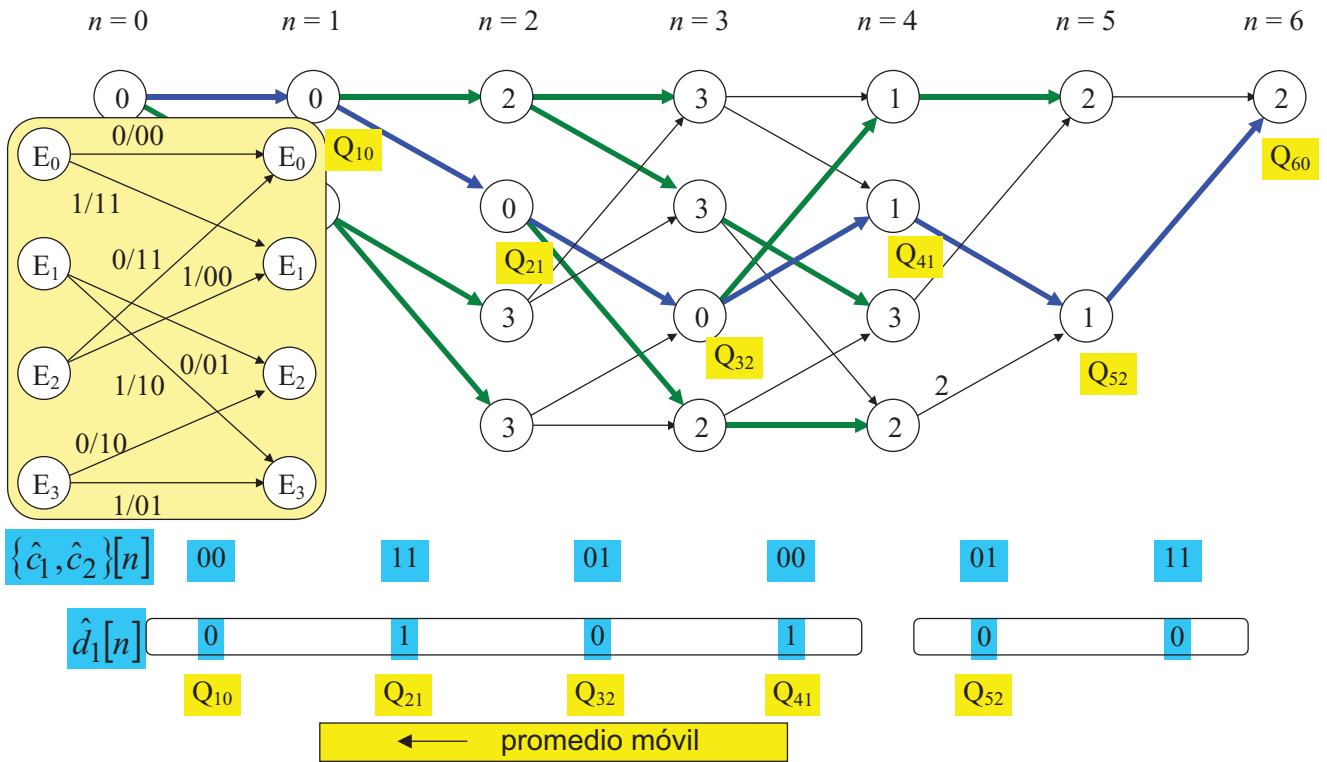 n = 0 n = 1 n = 2 n = 3 n = 4 n = 5 n = 6
0 0 2 3 1 2 2
0/00
E0 E0 Q10 Q60
1/11
0 3 1
E1 0/11 1/00 E1 Q21 Q41
3 0 3 1
E2 0/01 E2 Q32 Q52
1/10 2
3 2 2
0/10
E3 E3
1/01
{ĉ1, ĉ2}[n] 00 11 01 00 01 11
d̂1[n] 0 1 0 1 0 0
Q10 Q21 Q32 Q41 Q52
promedio móvil